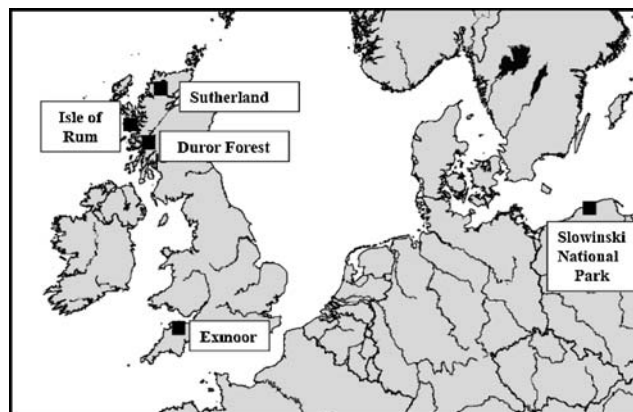 Sutherland
Isle of
Rum
Duror Forest
Slowinski
National
Park
Exmoor